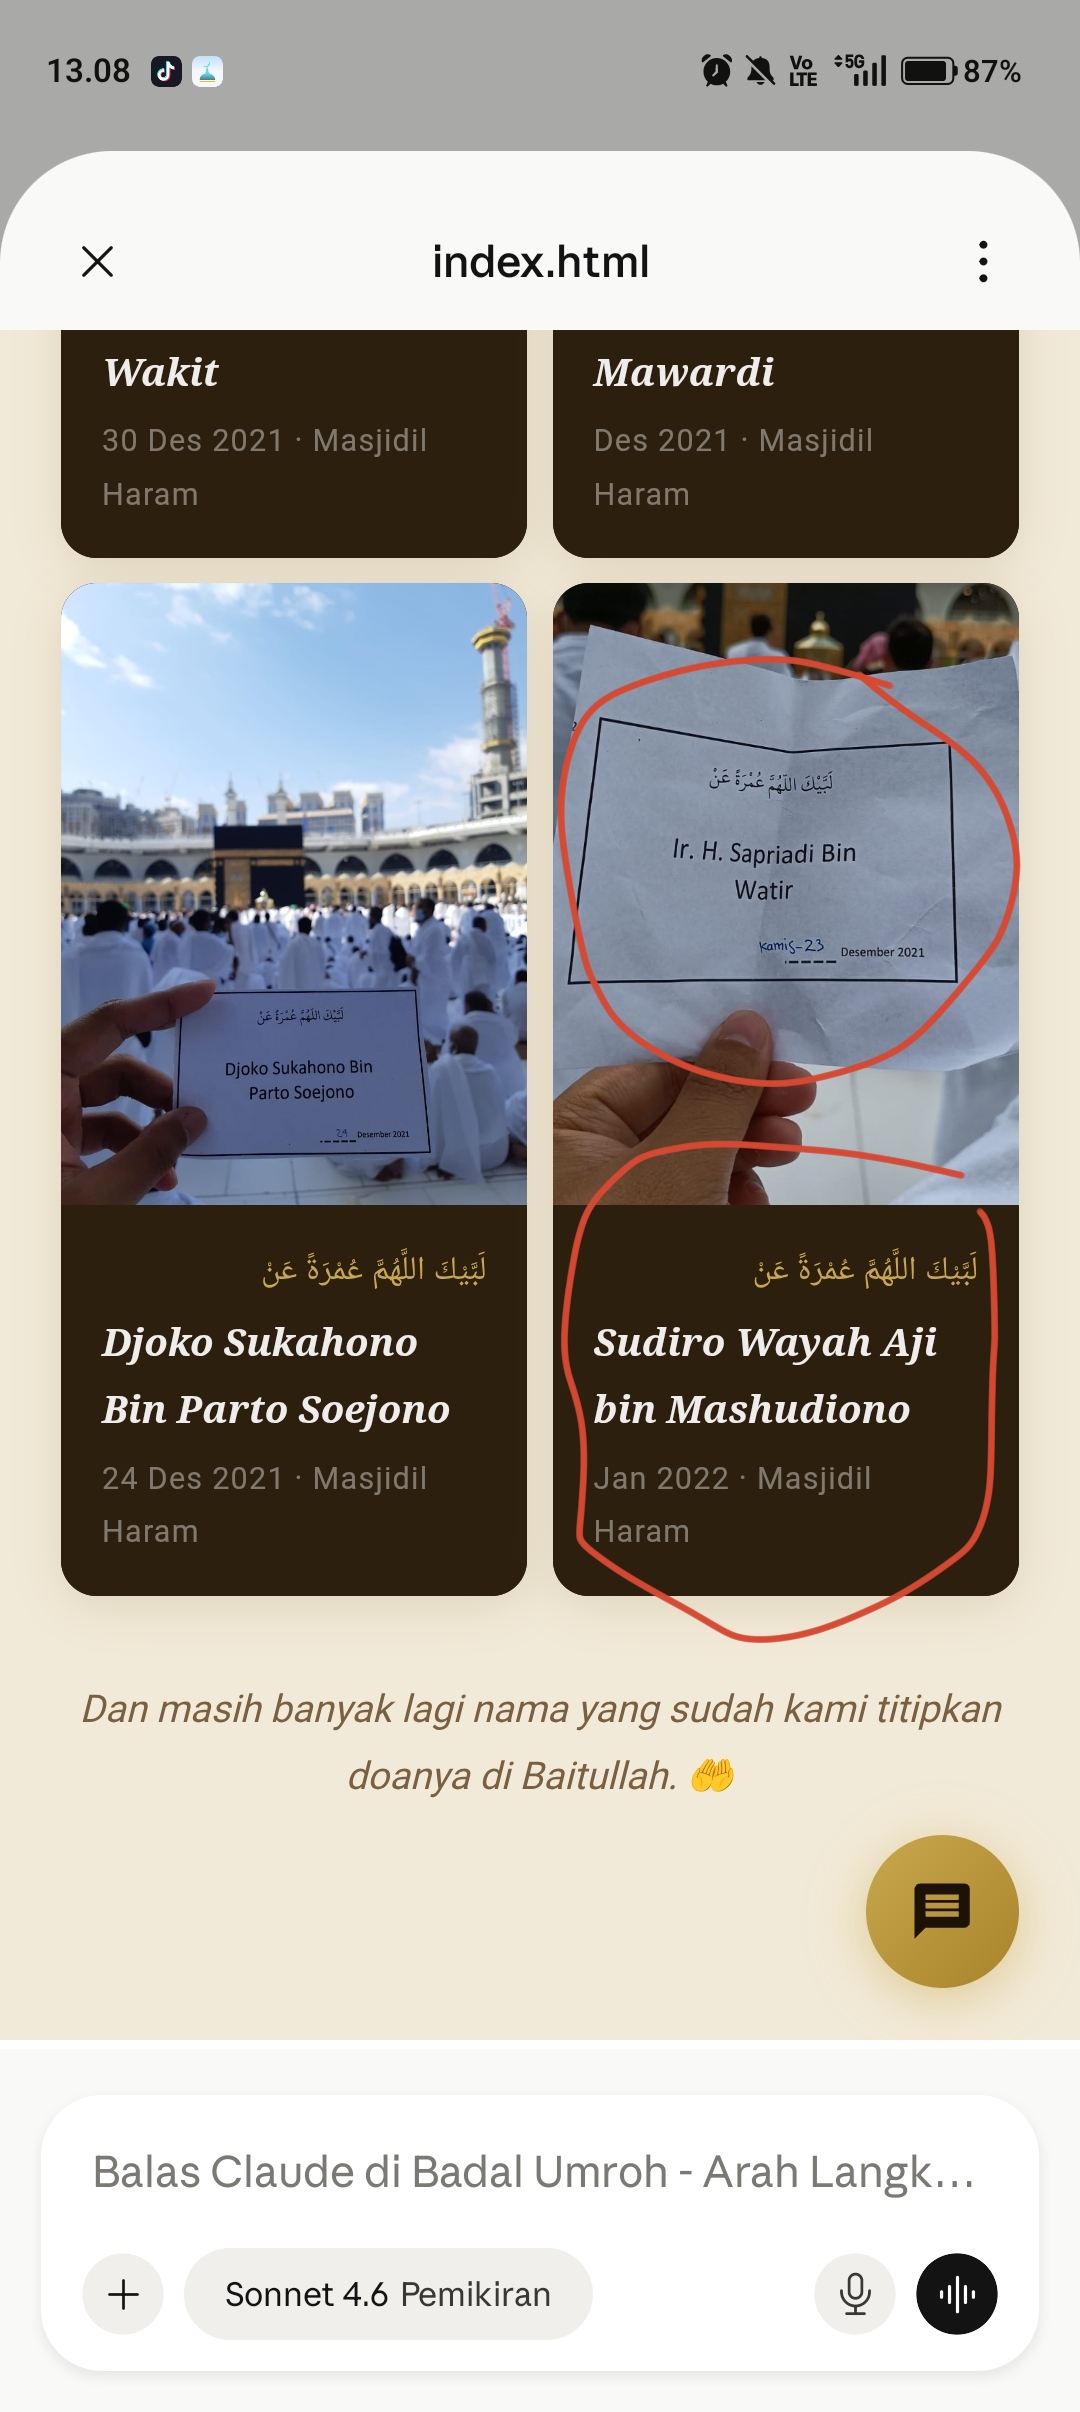 13.08
Vo
LTE
5G
87%
index.html
Wakit
30 Des 2021 · Masjidil
Haram
Mawardi
Des 2021 · Masjidil
Haram
لَبَّيْكَ اللَّهُمَّ عُمْرَةً عَنْ
Djoko Sukahono Bin
Parto Soejono
24 Desember 2021
لَبَّيْكَ اللَّهُمَّ عُمْرَةً عَنْ
Djoko Sukahono
Bin Parto Soejono
24 Des 2021 · Masjidil
Haram
لَبَّيْكَ اللَّهُمَّ عُمْرَةً عَنْ
Ir. H. Sapriadi Bin
Watir
Kamis-23 Desember 2021
لَبَّيْكَ اللَّهُمَّ عُمْرَةً عَنْ
Sudiro Wayah Aji
bin Mashudiono
Jan 2022 · Masjidil
Haram
Dan masih banyak lagi nama yang sudah kami titipkan
doanya di Baitullah. 🤲
Balas Claude di Badal Umroh - Arah Langk...
Sonnet 4.6 Pemikiran